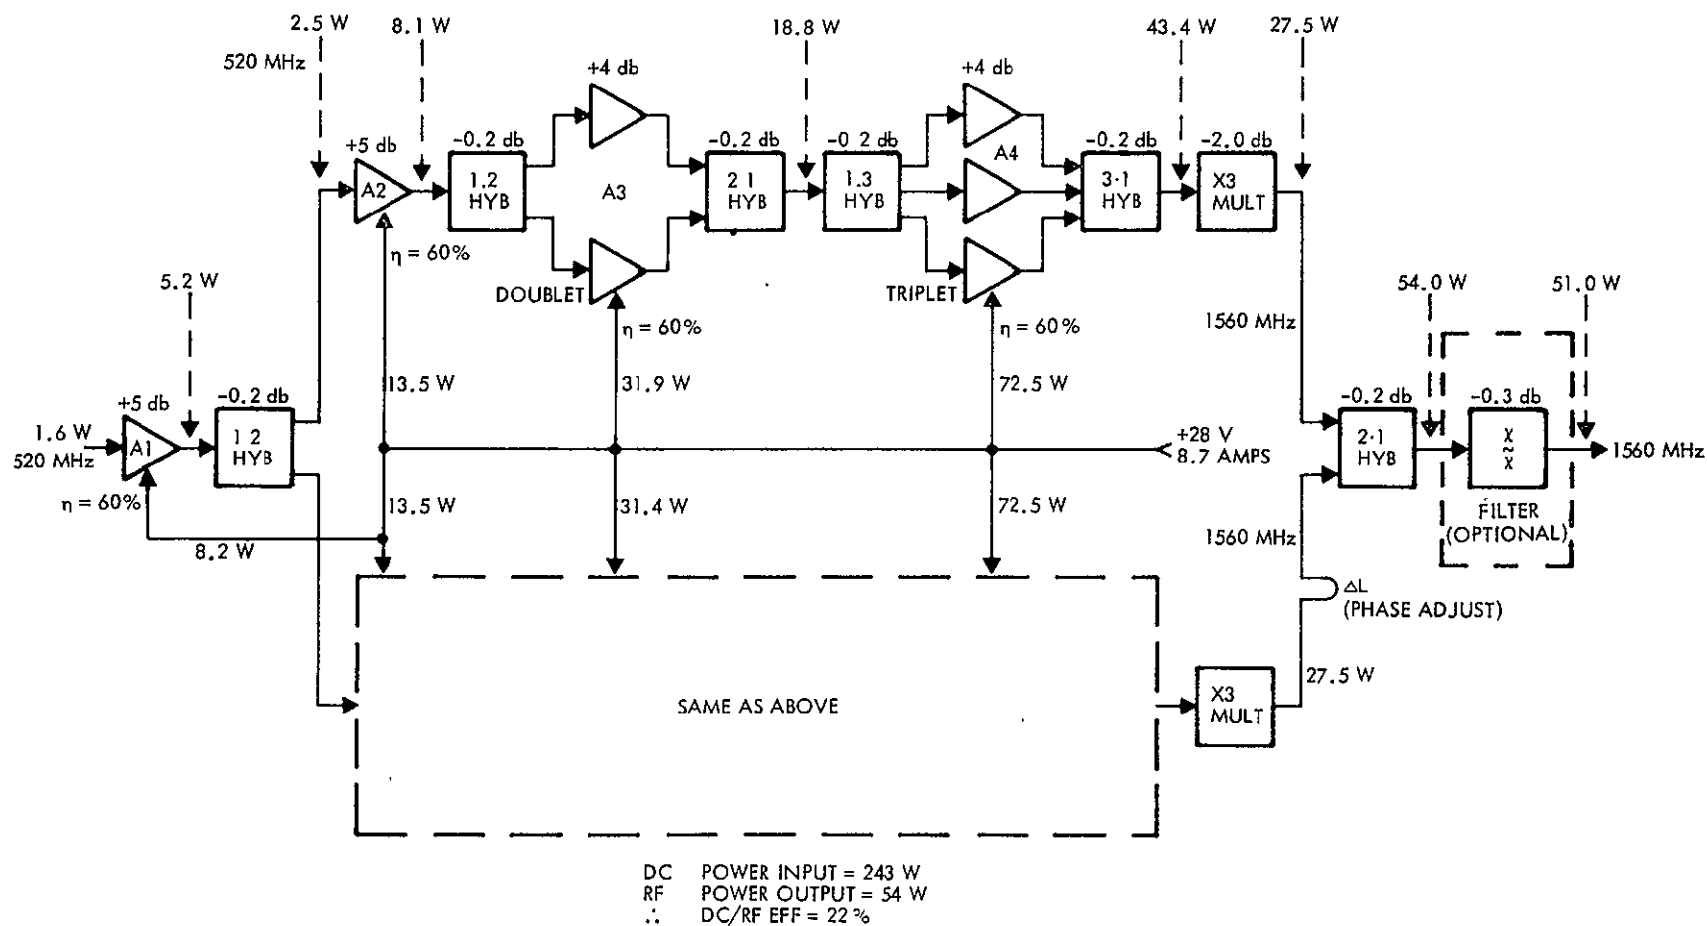 2.5 W
8.1 W
18.8 W
43.4 W
27.5 W
520 MHz
+4 db
+4 db
+5 db
-0.2 db
-0.2 db
-0 2 db
-0.2 db
-2.0 db
A2
1.2
HYB
A3
2 1
HYB
1.3
HYB
A4
3·1
HYB
X3
MULT
η = 60%
DOUBLET
TRIPLET
5.2 W
54.0 W
51.0 W
η = 60%
η = 60%
1560 MHz
13.5 W
31.9 W
72.5 W
+5 db
-0.2 db
-0.2 db
-0.3 db
1.6 W
520 MHz
A1
1 2
HYB
+28 V
8.7 AMPS
2·1
HYB
χ
~
χ
1560 MHz
η = 60%
13.5 W
31.4 W
72.5 W
FILTER
(OPTIONAL)
8.2 W
1560 MHz
ΔL
(PHASE ADJUST)
SAME AS ABOVE
X3
MULT
27.5 W
DC POWER INPUT = 243 W
RF POWER OUTPUT = 54 W
∴ DC/RF EFF = 22 %